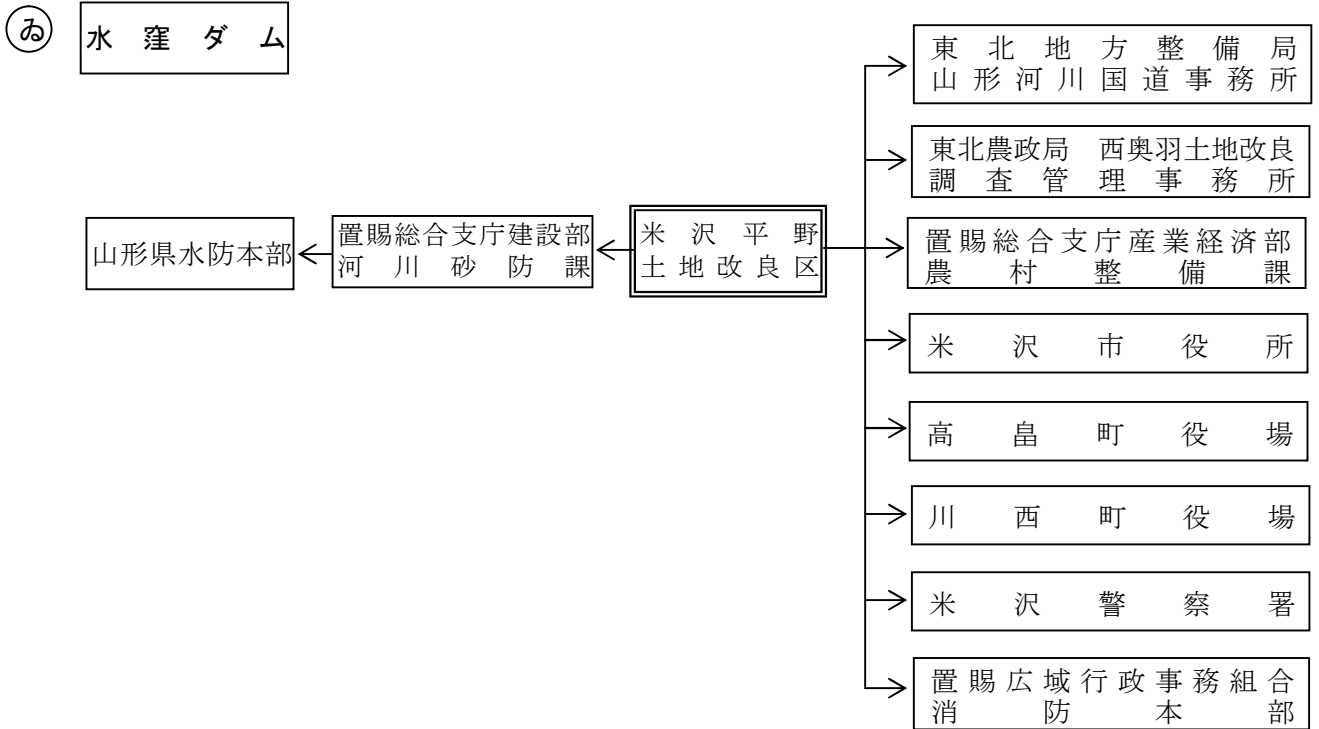 ゐ 水窪ダム
東北地方整備局
山形河川国道事務所
東北農政局 西奥羽土地改良
調査管理事務所
山形県水防本部
置賜総合支庁建設部
河川砂防課
米沢平野
土地改良区
置賜総合支庁産業経済部
農村整備課
米沢市役所
高畠町役場
川西町役場
米沢警察署
置賜広域行政事務組合
消防本部